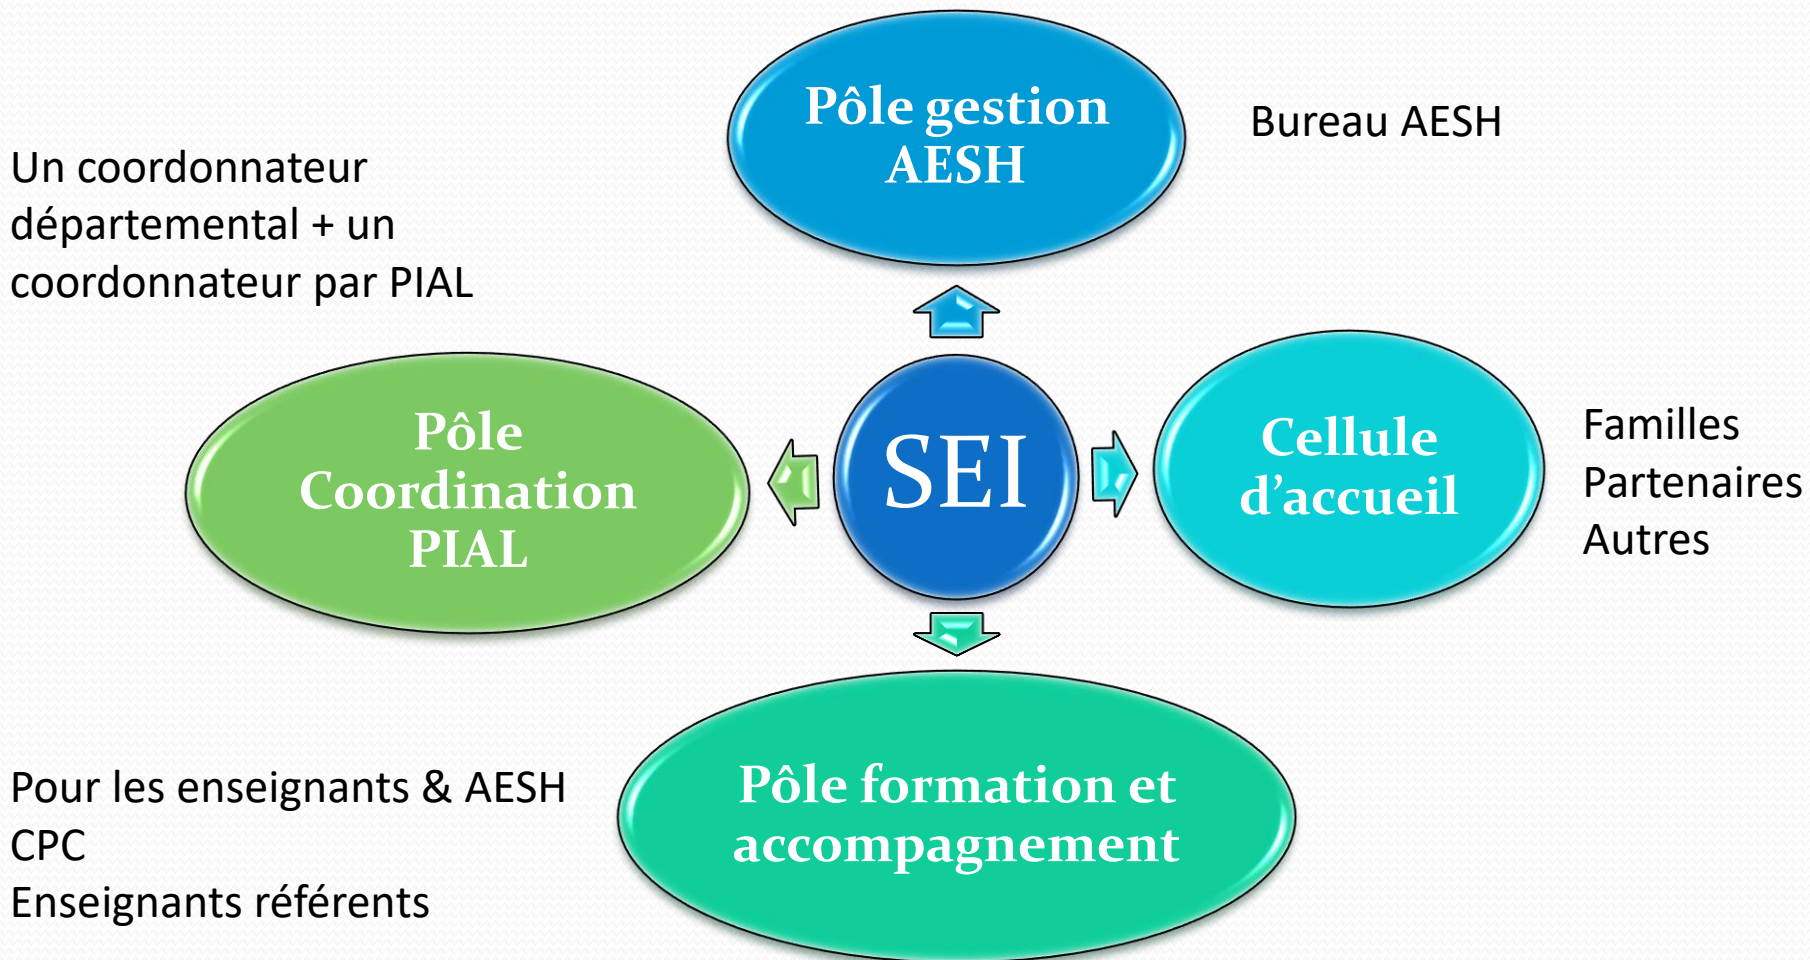 Pôle gestion
AESH
Bureau AESH
Un coordonnateur
départemental + un
coordonnateur par PIAL
Pôle
Coordination
PIAL
SEI
Cellule
d’accueil
Familles
Partenaires
Autres
Pôle formation et
accompagnement
Pour les enseignants & AESH
CPC
Enseignants référents